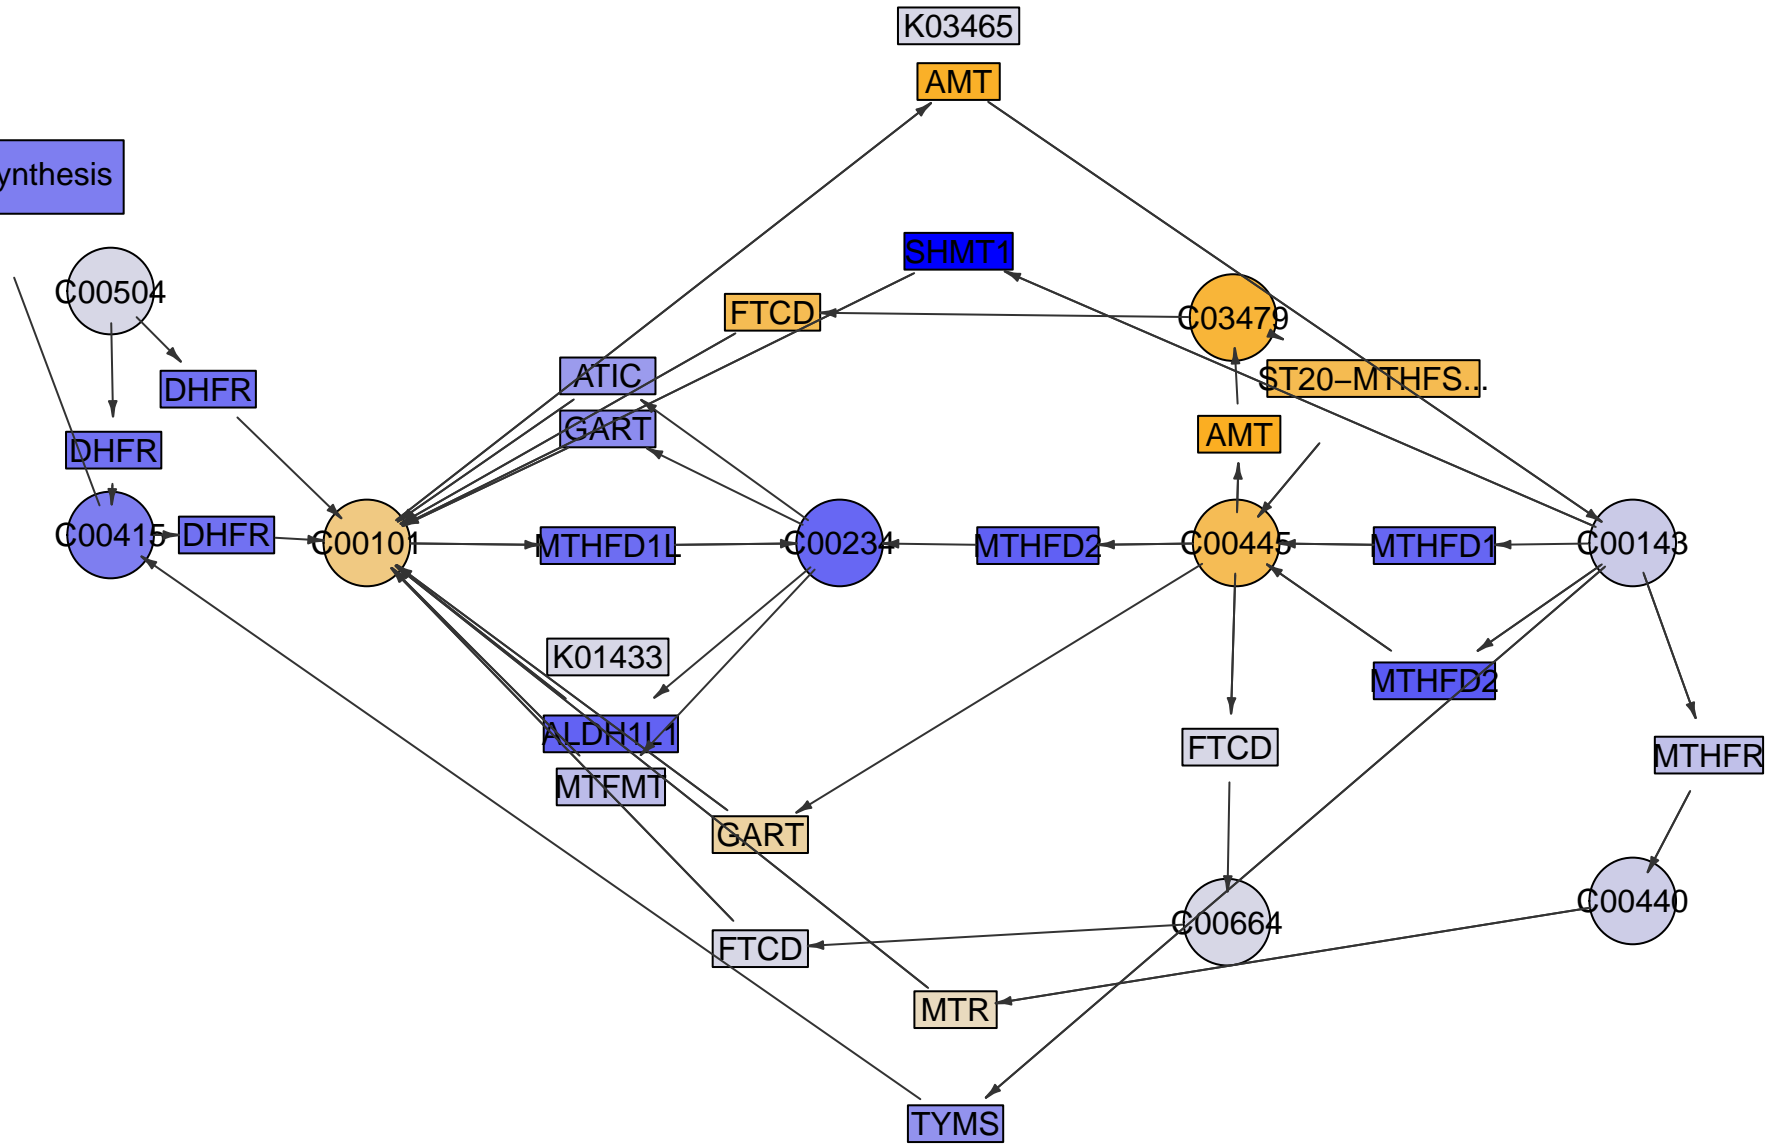 K03465
AMT
ynthesis
SHMT1
C00504
FTCD
C03479
ATIC
ST20−MTHFS...
DHFR
GART
AMT
DHFR
C00415
DHFR
C00101
MTHFD1L
C00234
MTHFD2
C00445
MTHFD1
C00143
K01433
MTHFD2
ALDH1L1
FTCD
MTHFR
MTFMT
GART
C00440
C00664
FTCD
MTR
TYMS